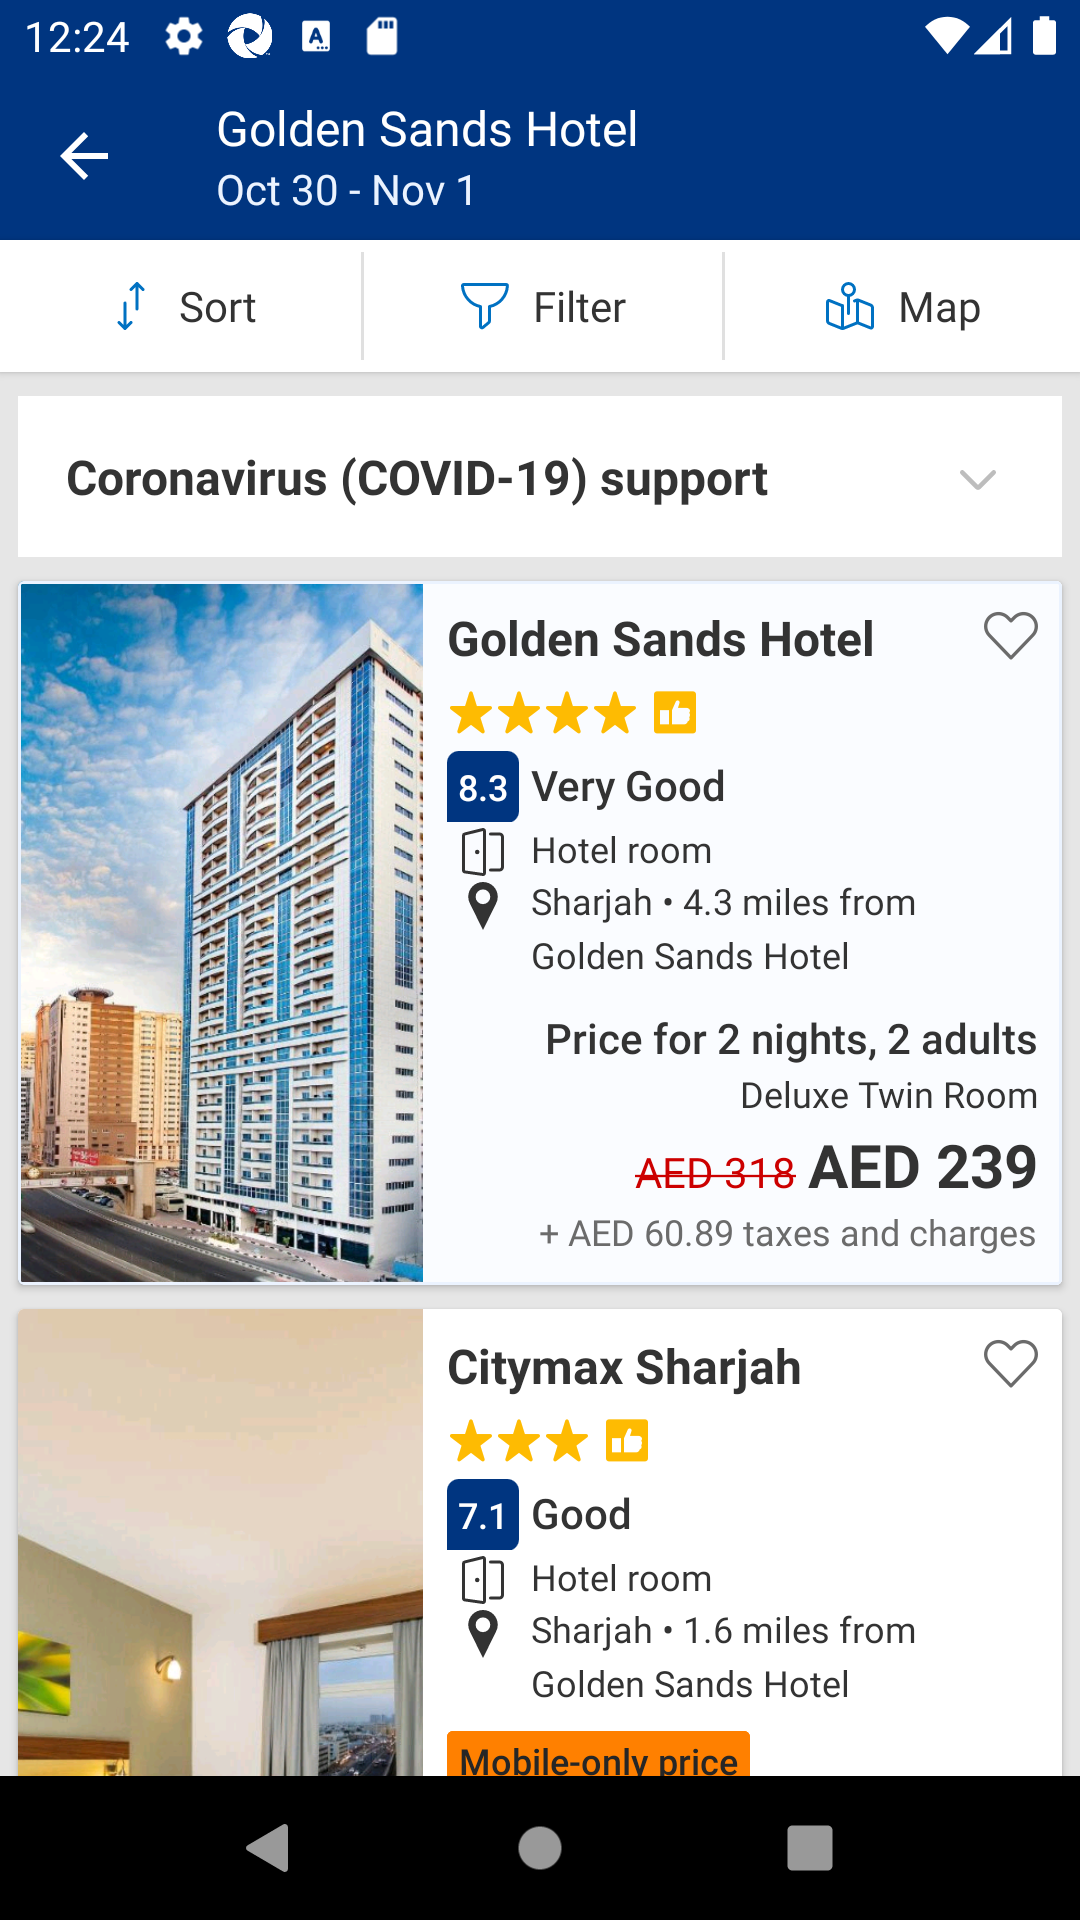 12:24
Golden Sands Hotel
Oct 30 - Nov 1
Sort
Filter
Map
Coronavirus (COVID-19) support
Golden Sands Hotel
8.3 Very Good
Hotel room
Sharjah • 4.3 miles from
Golden Sands Hotel
Price for 2 nights, 2 adults
Deluxe Twin Room
AED 318 AED 239
+ AED 60.89 taxes and charges
Citymax Sharjah
7.1 Good
Hotel room
Sharjah • 1.6 miles from
Golden Sands Hotel
Mobile-only price